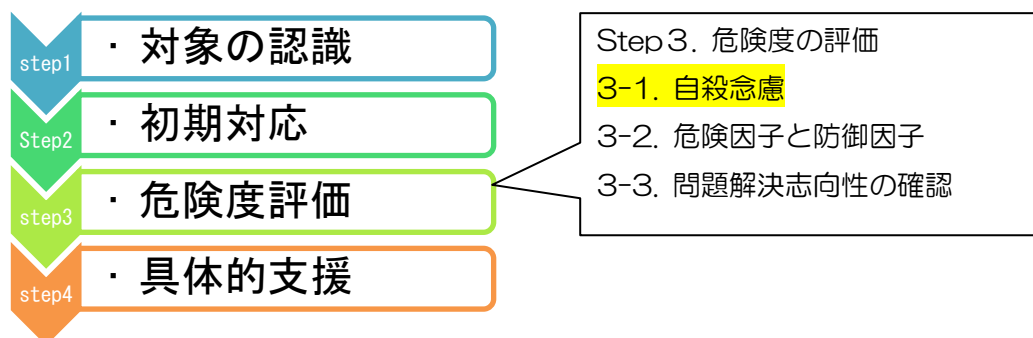 step1
・対象の認識
Step2
・初期対応
step3
・危険度評価
step4
・具体的支援
Step3. 危険度の評価
3-1. 自殺念慮
3-2. 危険因子と防御因子
3-3. 問題解決志向性の確認